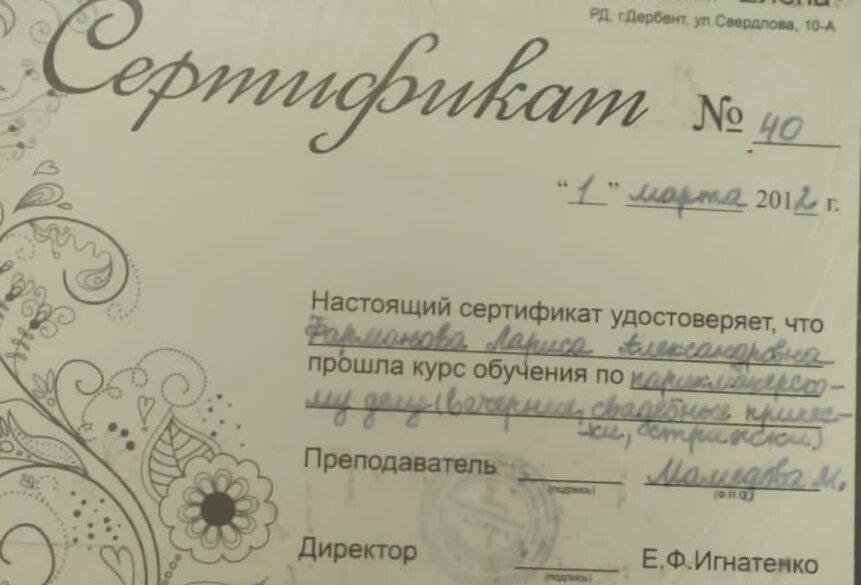 Елена
РД, г.Дербент, ул.Свердлова, 10-А
Сертификат № 40
“ 1 ” марта 2012 г.
Настоящий сертификат удостоверяет, что
Фарманова Лариса Александровна
прошла курс обучения по парикмахерско-
му делу (вечерние, свадебные причес-
ки, стрижки)
Преподаватель Мамедова М.
(подпись) (Ф.И.О.)
Директор Е.Ф.Игнатенко
(подпись)